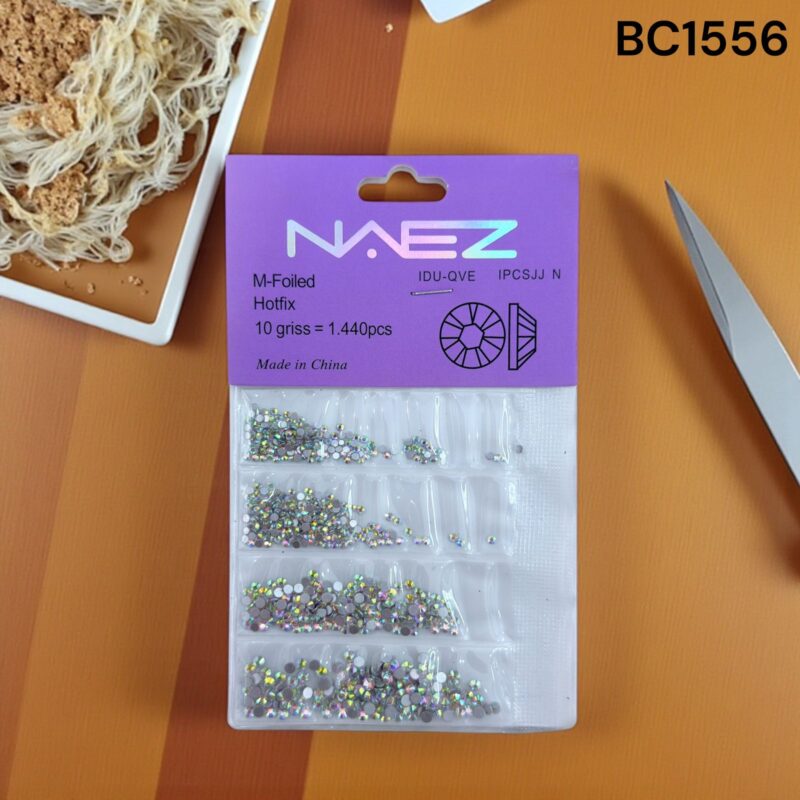 BC1556
NAEZ
IDU-QVE IPCSJJ N
M-Foiled
Hotfix
10 griss = 1.440pcs
Made in China